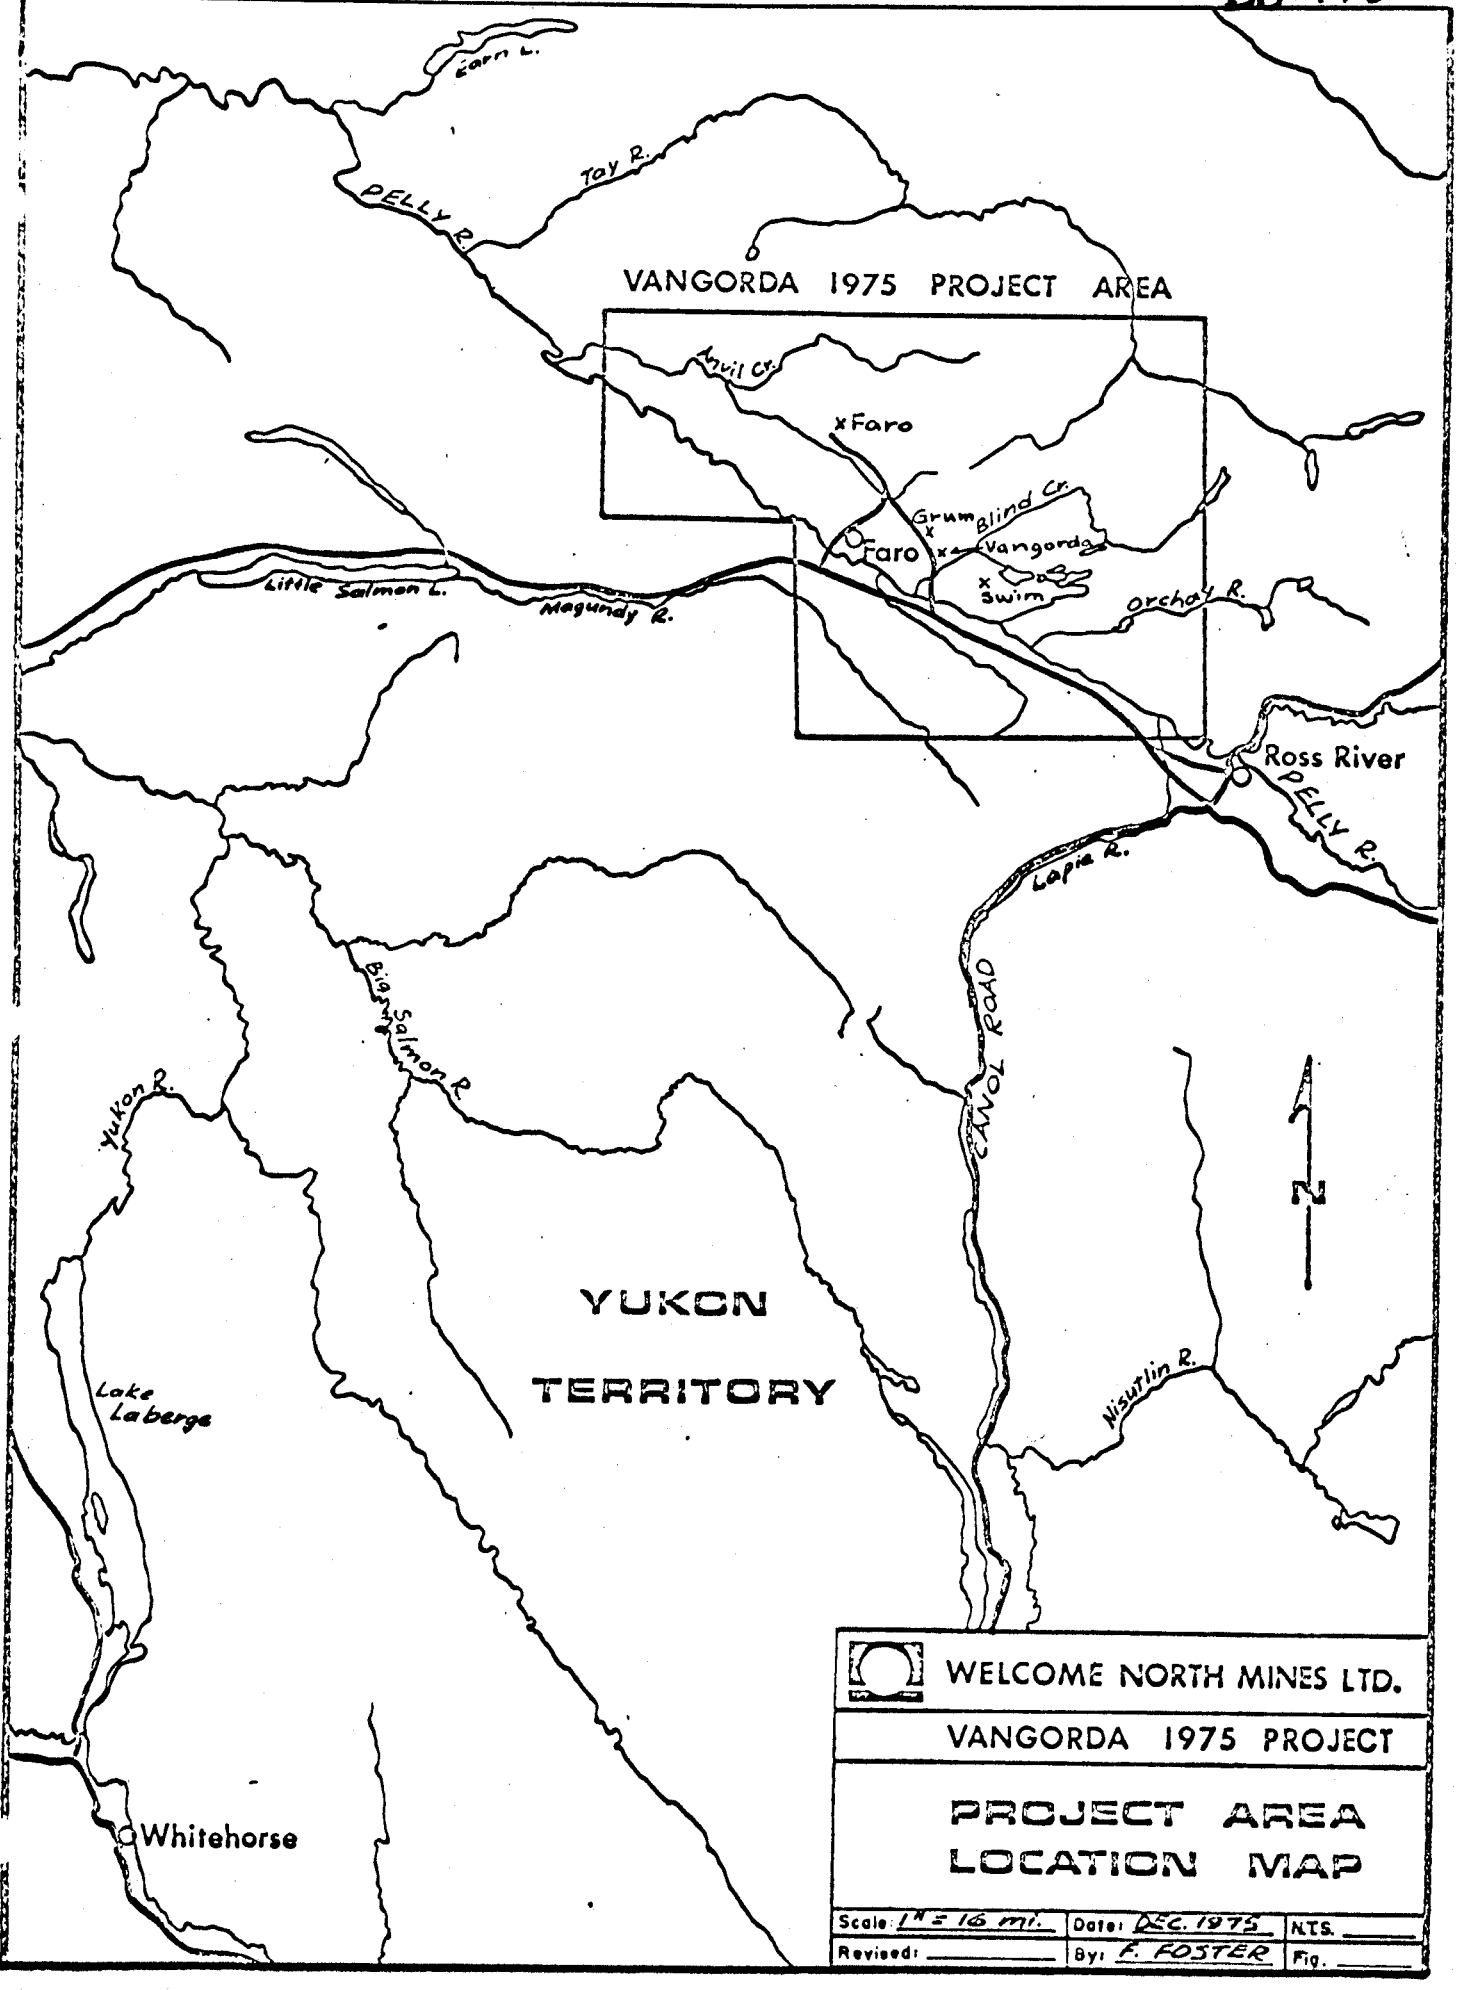 Earn L.
Tay R.
PELLY R.
VANGORDA 1975 PROJECT AREA
Anvil Cr.
xFaro
Grum
x
Blind Cr.
Faro
x
Vangorda
x
Swim
Orchay R.
Little Salmon L.
Magundy R.
Ross River
PELLY R.
Lapie R.
Big Salmon R.
CANOL ROAD
Yukon R.
N
YUKON
TERRITORY
Nisutlin R.
Lake
Laberge
Whitehorse
WELCOME NORTH MINES LTD.
VANGORDA 1975 PROJECT
PROJECT AREA
LOCATION MAP
Scale: 1" = 16 mi. Date: DEC. 1975 N.T.S.
Revised: By: F. FOSTER Fig.